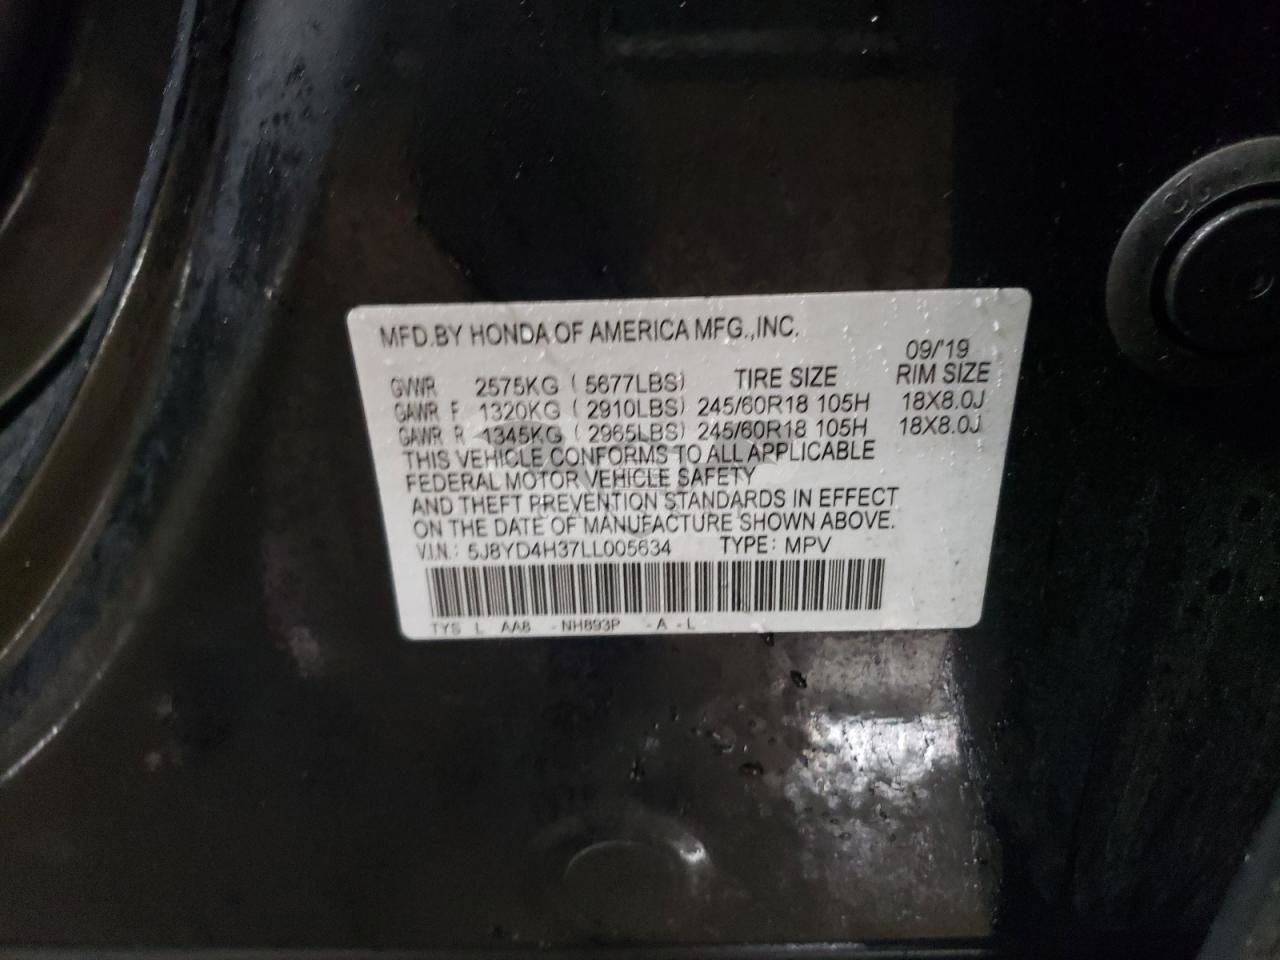 MFD.BY HONDA OF AMERICA MFG.,INC.
09/'19
GVWR 2575KG ( 5677LBS) TIRE SIZE RIM SIZE
GAWR F 1320KG ( 2910LBS) 245/60R18 105H 18X8.0J
GAWR R 1345KG ( 2965LBS) 245/60R18 105H 18X8.0J
THIS VEHICLE CONFORMS TO ALL APPLICABLE
FEDERAL MOTOR VEHICLE SAFETY
AND THEFT PREVENTION STANDARDS IN EFFECT
ON THE DATE OF MANUFACTURE SHOWN ABOVE.
V.I.N.: 5J8YD4H37LL005634 TYPE: MPV
TYS L AA8 -NH893P -A -L